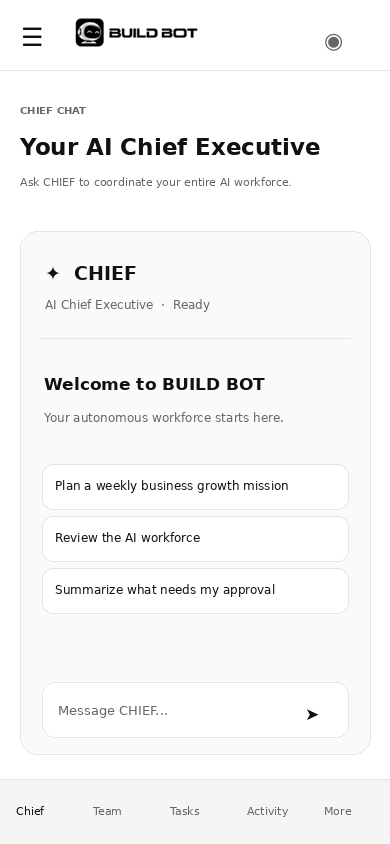 BUILD BOT
CHIEF CHAT
Your AI Chief Executive
Ask CHIEF to coordinate your entire AI workforce.
CHIEF
AI Chief Executive · Ready
Welcome to BUILD BOT
Your autonomous workforce starts here.
Plan a weekly business growth mission
Review the AI workforce
Summarize what needs my approval
Message CHIEF...
Chief Team Tasks Activity More